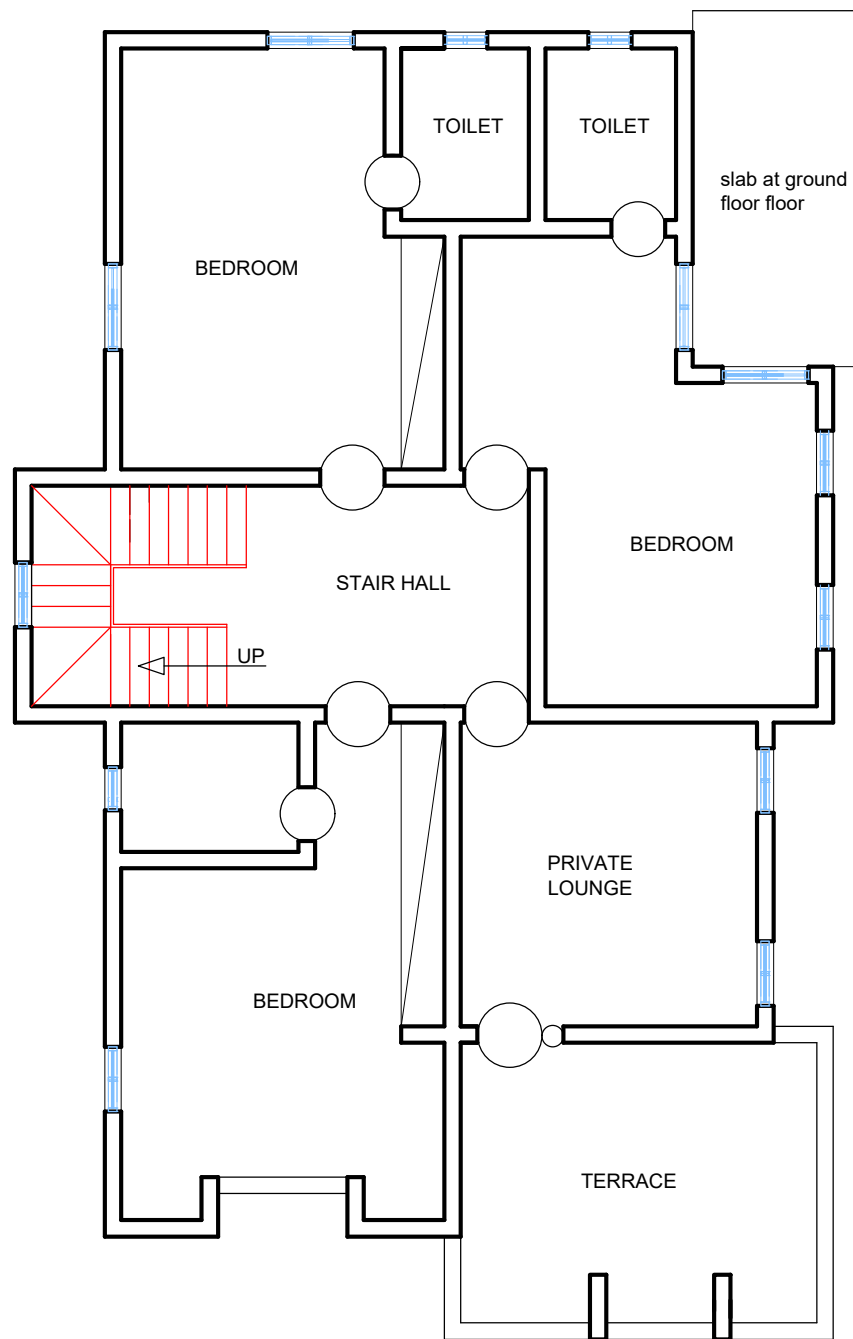 TOILET
TOILET
slab at ground
floor floor
BEDROOM
BEDROOM
STAIR HALL
UP
PRIVATE
LOUNGE
BEDROOM
TERRACE